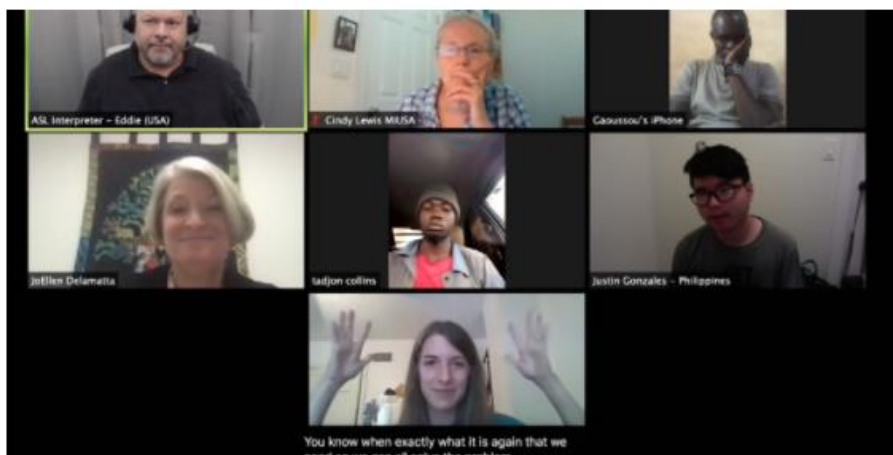 ASL Interpreter – Eddie (USA)
Cindy Lewis MIUSA
Gaoussou's iPhone
JoEllen Delamatta
tadjon collins
Justin Gonzales – Philippines
You know when exactly what it is again that we